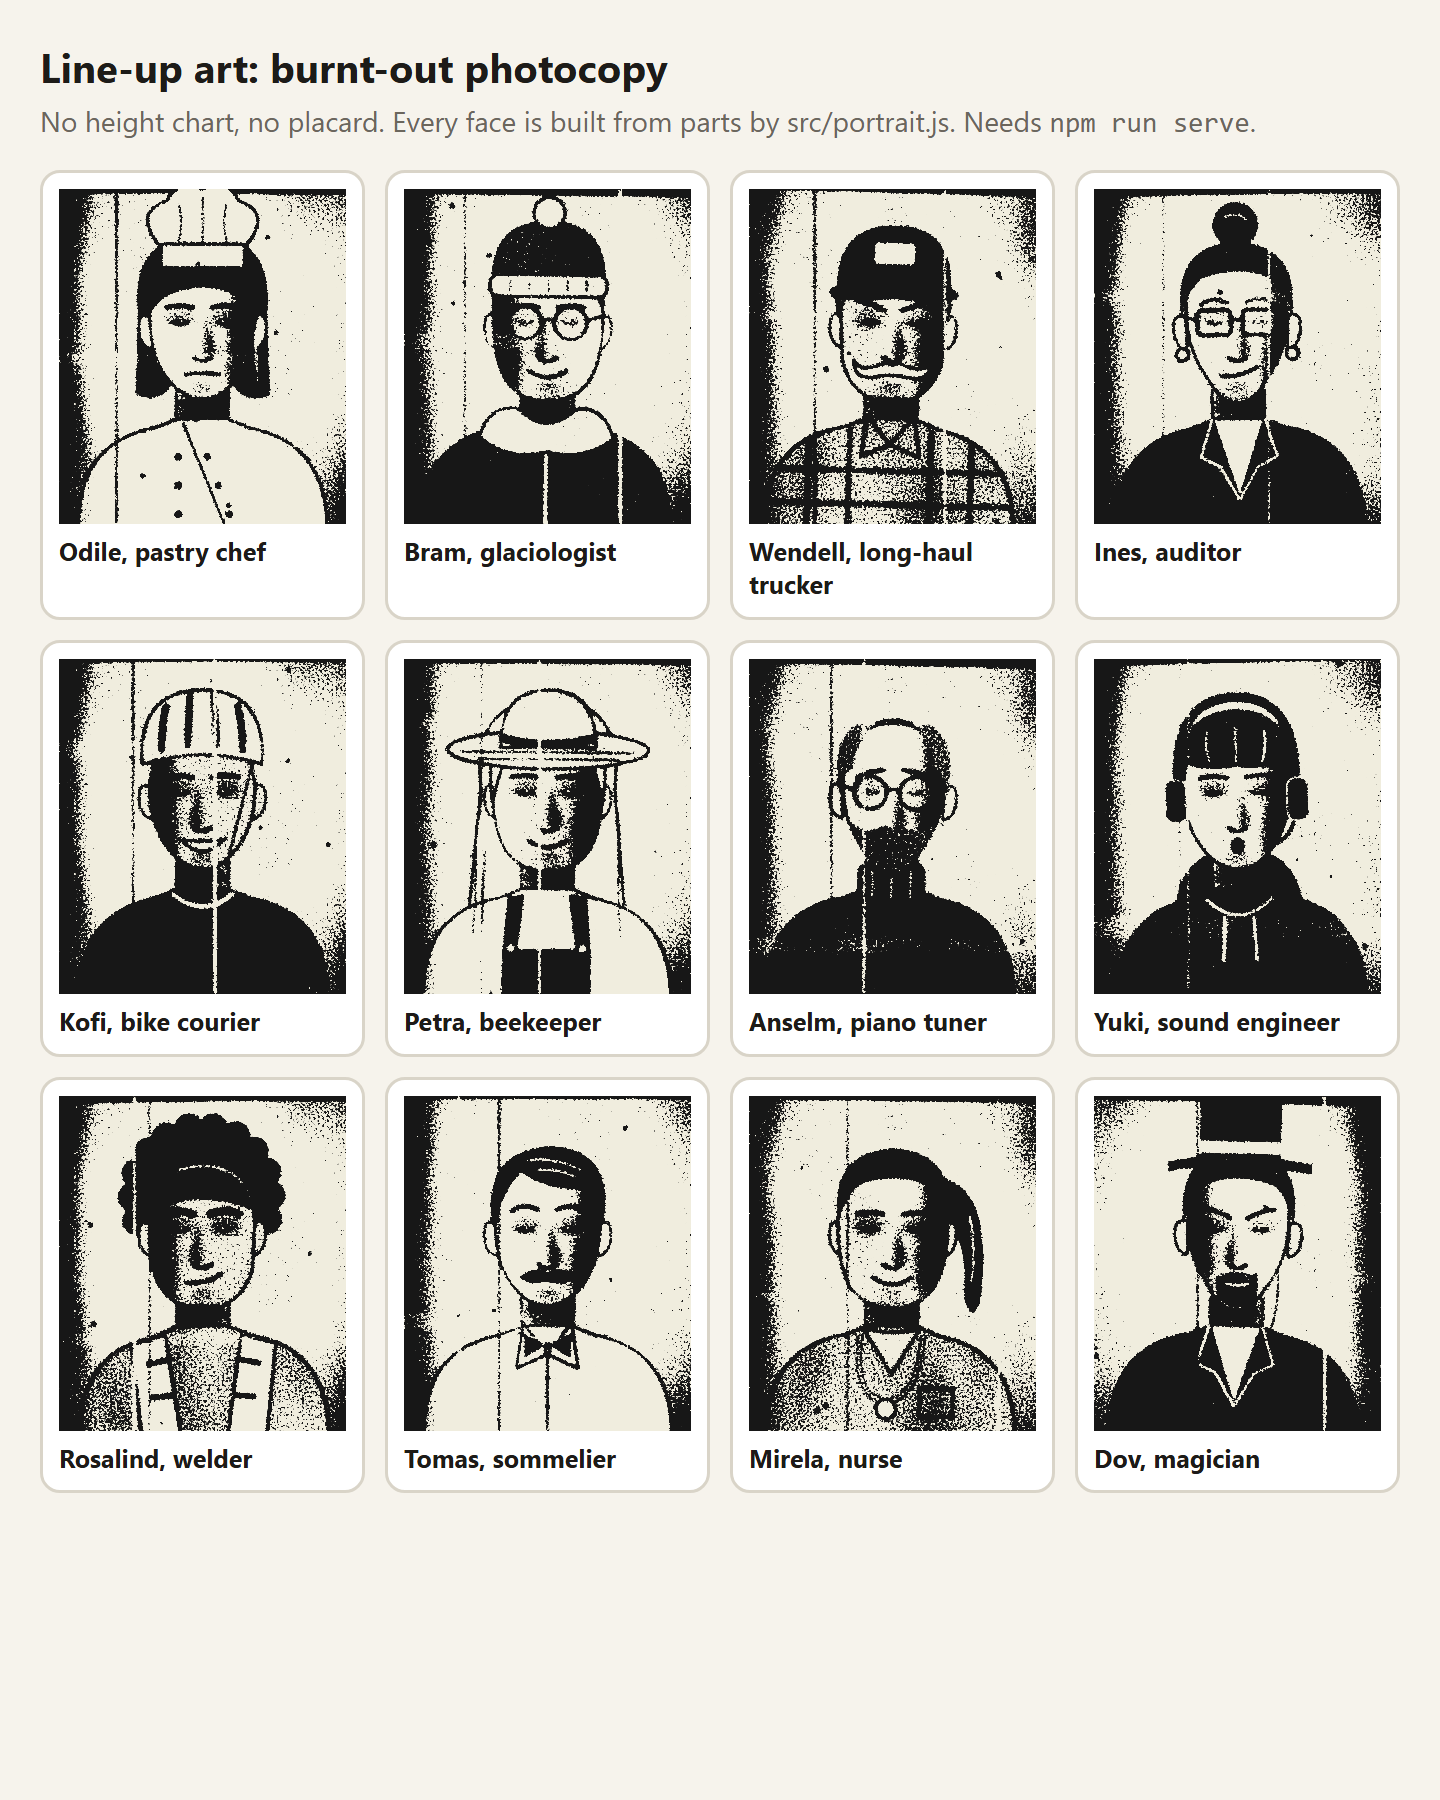 Line-up art: burnt-out photocopy
No height chart, no placard. Every face is built from parts by src/portrait.js. Needs npm run serve.
Odile, pastry chef
Bram, glaciologist
Wendell, long-haul
trucker
Ines, auditor
Kofi, bike courier
Petra, beekeeper
Anselm, piano tuner
Yuki, sound engineer
Rosalind, welder
Tomas, sommelier
Mirela, nurse
Dov, magician